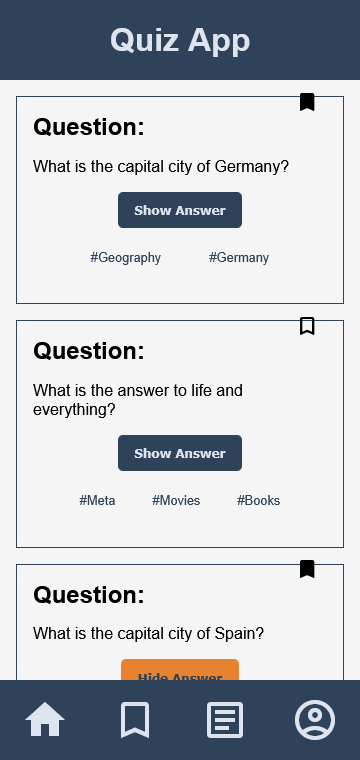 Quiz App
Question:
What is the capital city of Germany?
Show Answer
#Geography #Germany
Question:
What is the answer to life and
everything?
Show Answer
#Meta #Movies #Books
Question:
What is the capital city of Spain?
Hide Answer